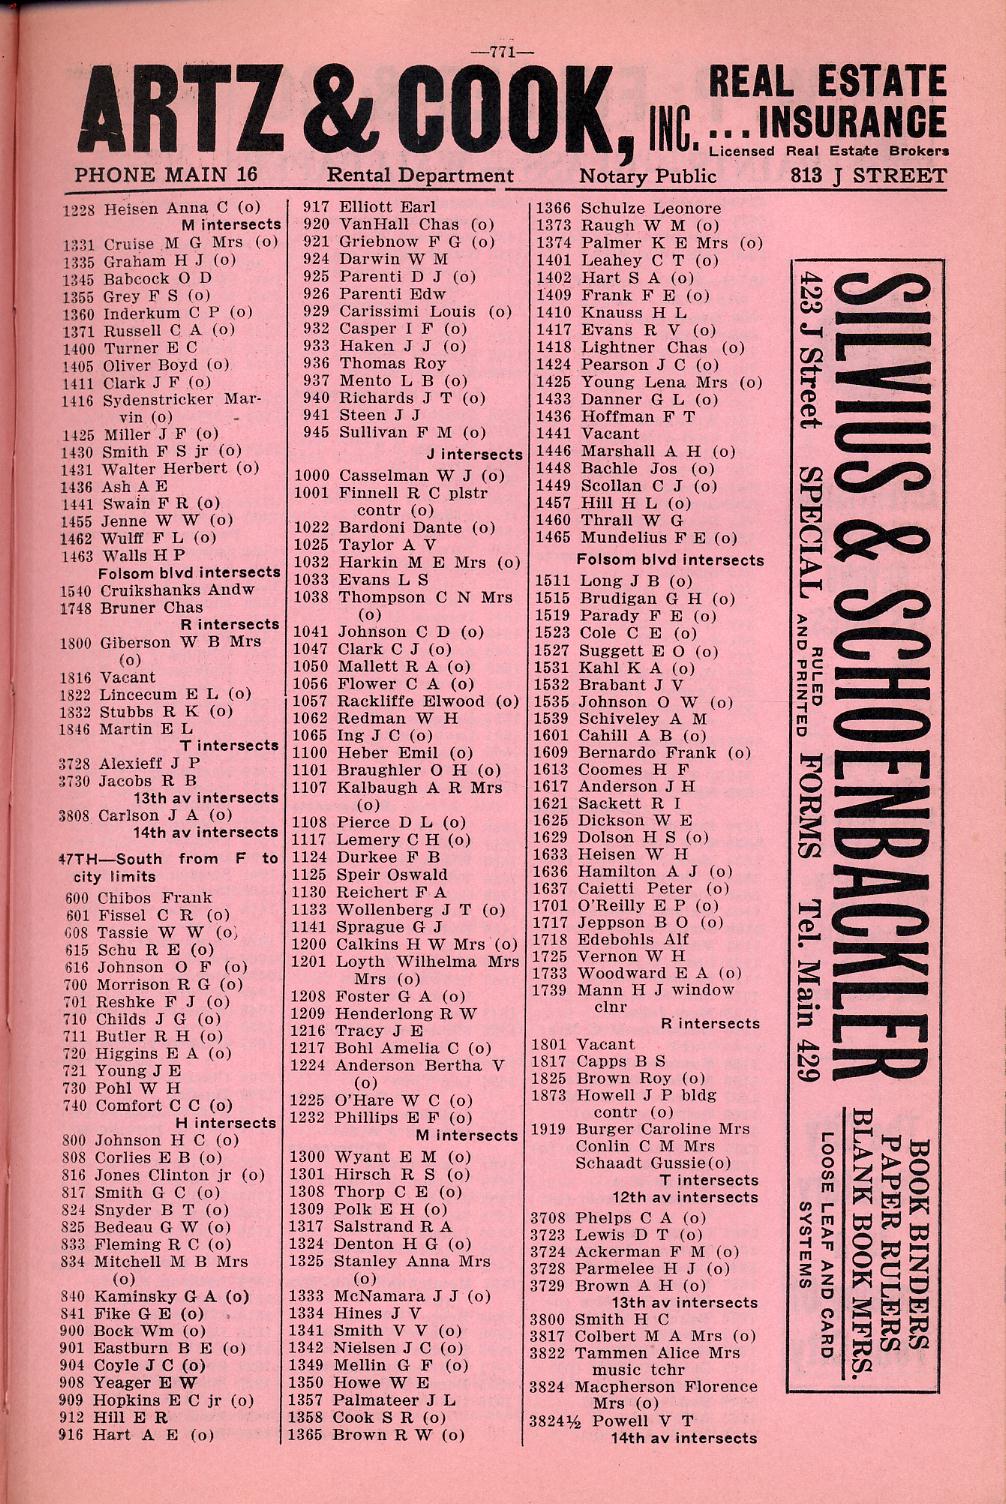 —771—
ARTZ & COOK, INC.
REAL ESTATE
...INSURANCE
Licensed Real Estate Brokers
PHONE MAIN 16 Rental Department Notary Public 813 J STREET
1228 Heisen Anna C (o)
M intersects
1331 Cruise M G Mrs (o)
1335 Graham H J (o)
1345 Babcock O D
1355 Grey F S (o)
1360 Inderkum C P (o)
1371 Russell C A (o)
1400 Turner E C
1405 Oliver Boyd (o)
1411 Clark J F (o)
1416 Sydenstricker Mar-
vin (o)
1425 Miller J F (o)
1430 Smith F S jr (o)
1431 Walter Herbert (o)
1436 Ash A E
1441 Swain F R (o)
1455 Jenne W W (o)
1462 Wulff F L (o)
1463 Walls H P
Folsom blvd intersects
1540 Cruikshanks Andw
1748 Bruner Chas
R intersects
1800 Giberson W B Mrs
(o)
1816 Vacant
1822 Lincecum E L (o)
1832 Stubbs R K (o)
1846 Martin E L
T intersects
3728 Alexieff J P
3730 Jacobs R B
13th av intersects
3808 Carlson J A (o)
14th av intersects
47TH—South from F to
city limits
600 Chibos Frank
601 Fissel C R (o)
608 Tassie W W (o)
615 Schu R E (o)
616 Johnson O F (o)
700 Morrison R G (o)
701 Reshke F J (o)
710 Childs J G (o)
711 Butler R H (o)
720 Higgins E A (o)
721 Young J E
730 Pohl W H
740 Comfort C C (o)
H intersects
800 Johnson H C (o)
808 Corlies E B (o)
816 Jones Clinton jr (o)
817 Smith G C (o)
824 Snyder B T (o)
825 Bedeau G W (o)
833 Fleming R C (o)
834 Mitchell M B Mrs
(o)
840 Kaminsky G A (o)
841 Fike G E (o)
900 Bock Wm (o)
901 Eastburn B E (o)
904 Coyle J C (o)
908 Yeager E W
909 Hopkins E C jr (o)
912 Hill E R
916 Hart A E (o)
917 Elliott Earl
920 VanHall Chas (o)
921 Griebnow F G (o)
924 Darwin W M
925 Parenti D J (o)
926 Parenti Edw
929 Carissimi Louis (o)
932 Casper I F (o)
933 Haken J J (o)
936 Thomas Roy
937 Mento L B (o)
940 Richards J T (o)
941 Steen J J
945 Sullivan F M (o)
J intersects
1000 Casselman W J (o)
1001 Finnell R C plstr
contr (o)
1022 Bardoni Dante (o)
1025 Taylor A V
1032 Harkin M E Mrs (o)
1033 Evans L S
1038 Thompson C N Mrs
(o)
1041 Johnson C D (o)
1047 Clark C J (o)
1050 Mallett R A (o)
1056 Flower C A (o)
1057 Rackliffe Elwood (o)
1062 Redman W H
1065 Ing J C (o)
1100 Heber Emil (o)
1101 Braughler O H (o)
1107 Kalbaugh A R Mrs
(o)
1108 Pierce D L (o)
1117 Lemery C H (o)
1124 Durkee F B
1125 Speir Oswald
1130 Reichert F A
1133 Wollenberg J T (o)
1141 Sprague G J
1200 Calkins H W Mrs (o)
1201 Loyth Wilhelma Mrs
Mrs (o)
1208 Foster G A (o)
1209 Henderlong R W
1216 Tracy J E
1217 Bohl Amelia C (o)
1224 Anderson Bertha V
(o)
1225 O'Hare W C (o)
1232 Phillips E F (o)
M intersects
1300 Wyant E M (o)
1301 Hirsch R S (o)
1308 Thorp C E (o)
1309 Polk E H (o)
1317 Salstrand R A
1324 Denton H G (o)
1325 Stanley Anna Mrs
(o)
1333 McNamara J J (o)
1334 Hines J V
1341 Smith V V (o)
1342 Nielsen J C (o)
1349 Mellin G F (o)
1350 Howe W E
1357 Palmateer J L
1358 Cook S R (o)
1365 Brown R W (o)
1366 Schulze Leonore
1373 Raugh W M (o)
1374 Palmer K E Mrs (o)
1401 Leahey C T (o)
1402 Hart S A (o)
1409 Frank F E (o)
1410 Knauss H L
1417 Evans R V (o)
1418 Lightner Chas (o)
1424 Pearson J C (o)
1425 Young Lena Mrs (o)
1433 Danner G L (o)
1436 Hoffman F T
1441 Vacant
1446 Marshall A H (o)
1448 Bachle Jos (o)
1449 Scollan C J (o)
1457 Hill H L (o)
1460 Thrall W G
1465 Mundelius F E (o)
Folsom blvd intersects
1511 Long J B (o)
1515 Brudigan G H (o)
1519 Parady F E (o)
1523 Cole C E (o)
1527 Suggett E O (o)
1531 Kahl K A (o)
1532 Brabant J V
1535 Johnson O W (o)
1539 Schiveley A M
1601 Cahill A B (o)
1609 Bernardo Frank (o)
1613 Coomes H F
1617 Anderson J H
1621 Sackett R I
1625 Dickson W E
1629 Dolson H S (o)
1633 Heisen W H
1636 Hamilton A J (o)
1637 Caietti Peter (o)
1701 O'Reilly E P (o)
1717 Jeppson B O (o)
1718 Edebohls Alf
1725 Vernon W H
1733 Woodward E A (o)
1739 Mann H J window
clnr
R intersects
1801 Vacant
1817 Capps B S
1825 Brown Roy (o)
1873 Howell J P bldg
contr (o)
1919 Burger Caroline Mrs
Conlin C M Mrs
Schaadt Gussie(o)
T intersects
12th av intersects
3708 Phelps C A (o)
3723 Lewis D T (o)
3724 Ackerman F M (o)
3728 Parmelee H J (o)
3729 Brown A H (o)
13th av intersects
3800 Smith H C
3817 Colbert M A Mrs (o)
3822 Tammen Alice Mrs
music tchr
3824 Macpherson Florence
Mrs (o)
3824½ Powell V T
14th av intersects
SILVIUS & SCHOENBACKLER
423 J Street SPECIAL RULED AND PRINTED FORMS Tel. Main 429
BOOK BINDERS
PAPER RULERS
BLANK BOOK MFRS.
LOOSE LEAF AND CARD
SYSTEMS